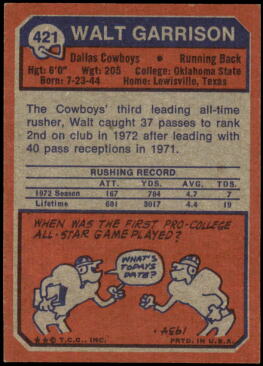 421 WALT GARRISON
Dallas Cowboys • Running Back
Hgt: 6'0" Wgt: 205 College: Oklahoma State
Born: 7-23-44 Home: Lewisville, Texas
The Cowboys' third leading all-time
rusher, Walt caught 37 passes to rank
2nd on club in 1972 after leading with
40 pass receptions in 1971.
RUSHING RECORD
ATT. YDS. AVG. TDS.
1972 Season 167 784 4.7 7
Lifetime 681 3017 4.4 19
WHEN WAS THE FIRST PRO-COLLEGE
ALL-STAR GAME PLAYED?
WHAT'S
TODAY'S
DATE?
1934
★★ © T.C.G., INC. PRTD. IN U.S.A.